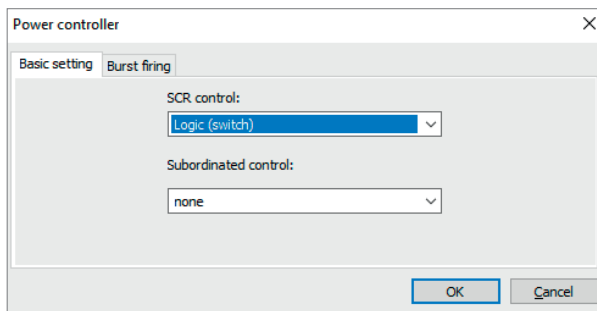 Power controller
Basic setting Burst firing
SCR control:
Logic (switch)
Subordinated control:
none
OK Cancel